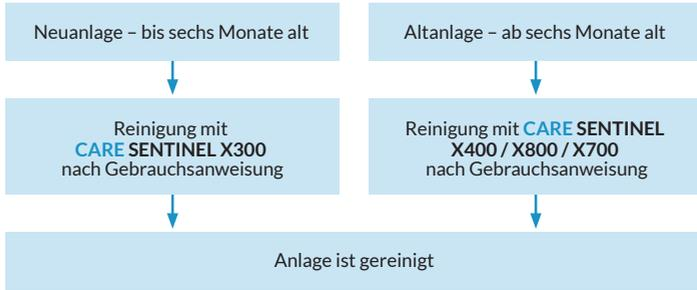 Neuanlage – bis sechs Monate alt
Altanlage – ab sechs Monate alt
Reinigung mit
CARE SENTINEL X300
nach Gebrauchsanweisung
Reinigung mit CARE SENTINEL
X400 / X800 / X700
nach Gebrauchsanweisung
Anlage ist gereinigt